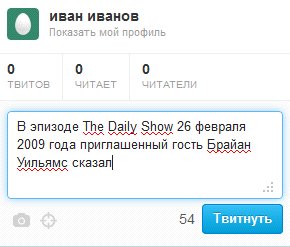 иван иванов
Показать мой профиль
0 0 0
ТВИТОВ ЧИТАЕТ ЧИТАТЕЛИ
В эпизоде The Daily Show 26 февраля
2009 года приглашенный гость Брайан
Уильямс сказал
54 Твитнуть